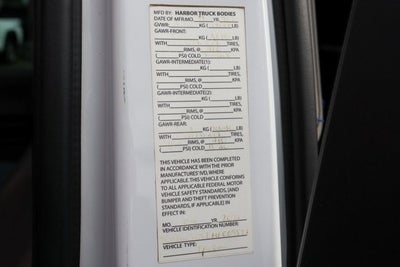 MFD BY: HARBOR TRUCK BODIES
DATE OF MFR:MO. YR.
GVWR: KG ( LB)
GAWR-FRONT:
KG ( LB)
WITH TIRES,
RIMS, @ KPA
( PSI) COLD
GAWR-INTERMEDIATE(1):
KG ( LB)
WITH TIRES,
RIMS, @ KPA
( PSI) COLD
GAWR-INTERMEDIATE(2):
KG ( LB)
WITH TIRES,
RIMS, @ KPA
( PSI) COLD
GAWR-REAR:
KG ( LB)
WITH TIRES,
RIMS, @ KPA
( PSI) COLD
THIS VEHICLE HAS BEEN COMPLETED
IN ACCORDANCE WITH THE PRIOR
MANUFACTURES' IVD, WHERE
APPLICABLE, THIS VEHICLE CONFORMS
TO ALL APPLICABLE FEDERAL MOTOR
VEHICLE SAFETY STANDARDS, [AND
BUMPER AND THEFT PREVENTION
STANDARDS, IF APPLICABLE] IN
EFFECT IN:
MO. YR.
VEHICLE IDENTIFICATION NUMBER:
VEHICLE TYPE: